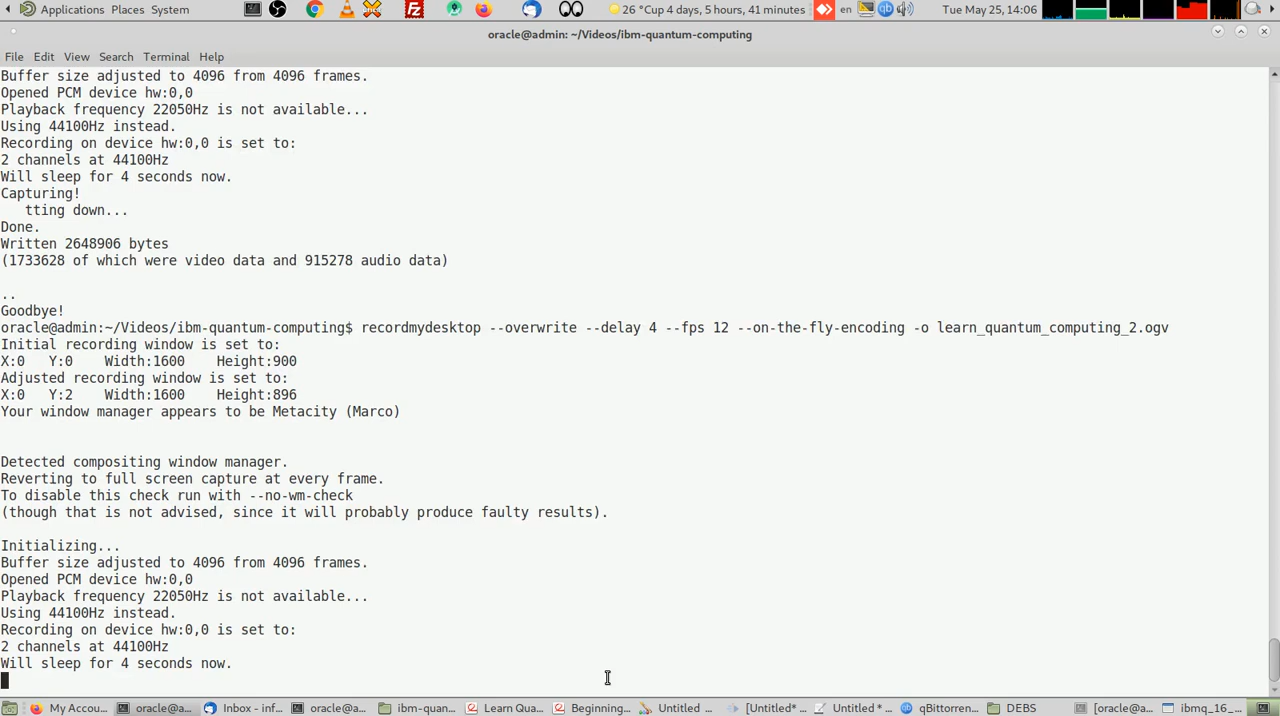 Applications Places System
26 °C
up 4 days, 5 hours, 41 minutes
en
Tue May 25, 14:06
oracle@admin: ~/Videos/ibm-quantum-computing
File Edit View Search Terminal Help
Buffer size adjusted to 4096 from 4096 frames.
Opened PCM device hw:0,0
Playback frequency 22050Hz is not available...
Using 44100Hz instead.
Recording on device hw:0,0 is set to:
2 channels at 44100Hz
Will sleep for 4 seconds now.
Capturing!
tting down...
Done.
Written 2648906 bytes
(1733628 of which were video data and 915278 audio data)
..
Goodbye!
oracle@admin:~/Videos/ibm-quantum-computing$ recordmydesktop --overwrite --delay 4 --fps 12 --on-the-fly-encoding -o learn_quantum_computing_2.ogv
Initial recording window is set to:
X:0 Y:0 Width:1600 Height:900
Adjusted recording window is set to:
X:0 Y:2 Width:1600 Height:896
Your window manager appears to be Metacity (Marco)
Detected compositing window manager.
Reverting to full screen capture at every frame.
To disable this check run with --no-wm-check
(though that is not advised, since it will probably produce faulty results).
Initializing...
Buffer size adjusted to 4096 from 4096 frames.
Opened PCM device hw:0,0
Playback frequency 22050Hz is not available...
Using 44100Hz instead.
Recording on device hw:0,0 is set to:
2 channels at 44100Hz
Will sleep for 4 seconds now.
My Accou... oracle@a... Inbox - inf... oracle@a... ibm-quan... Learn Qua... Beginning... Untitled ... [Untitled* ... Untitled * ... qBittorren... DEBS [oracle@a... ibmq_16_...